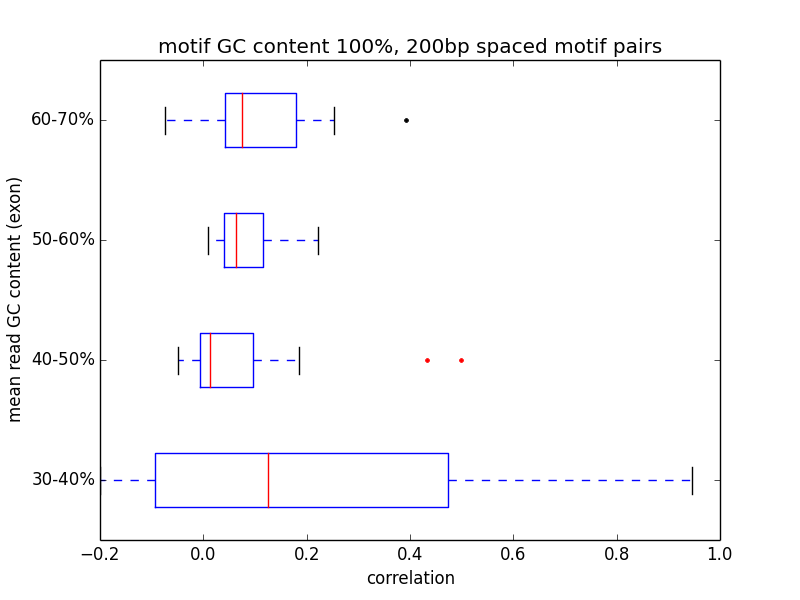 motif GC content 100%, 200bp spaced motif pairs
mean read GC content (exon)
60-70%
50-60%
40-50%
30-40%
−0.2 0.0 0.2 0.4 0.6 0.8 1.0
correlation